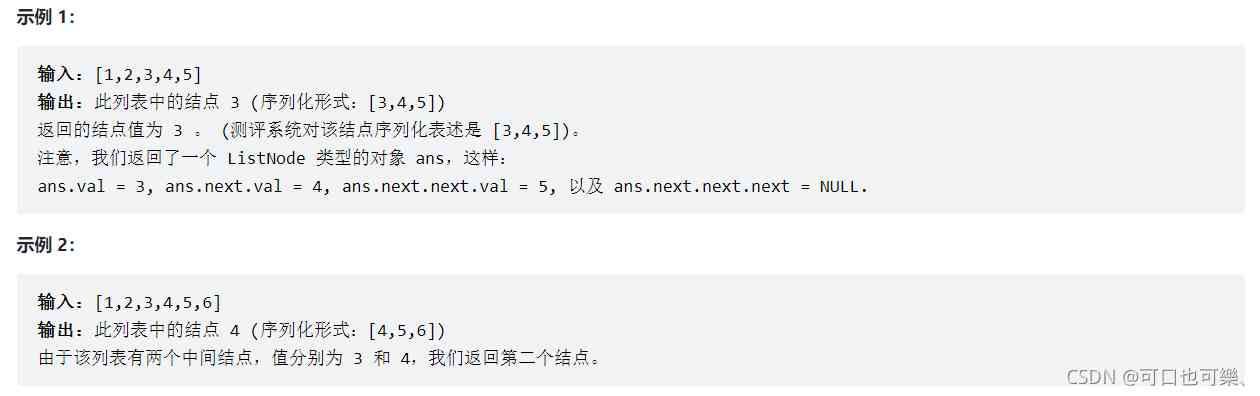 示例 1:
输入: [1,2,3,4,5]
输出: 此列表中的结点 3 (序列化形式: [3,4,5])
返回的结点值为 3 。 (测评系统对该结点序列化表述是 [3,4,5])。
注意，我们返回了一个 ListNode 类型的对象 ans，这样:
ans.val = 3, ans.next.val = 4, ans.next.next.val = 5, 以及 ans.next.next.next = NULL.
示例 2:
输入: [1,2,3,4,5,6]
输出: 此列表中的结点 4 (序列化形式: [4,5,6])
由于该列表有两个中间结点，值分别为 3 和 4，我们返回第二个结点。
CSDN @可口也可樂、